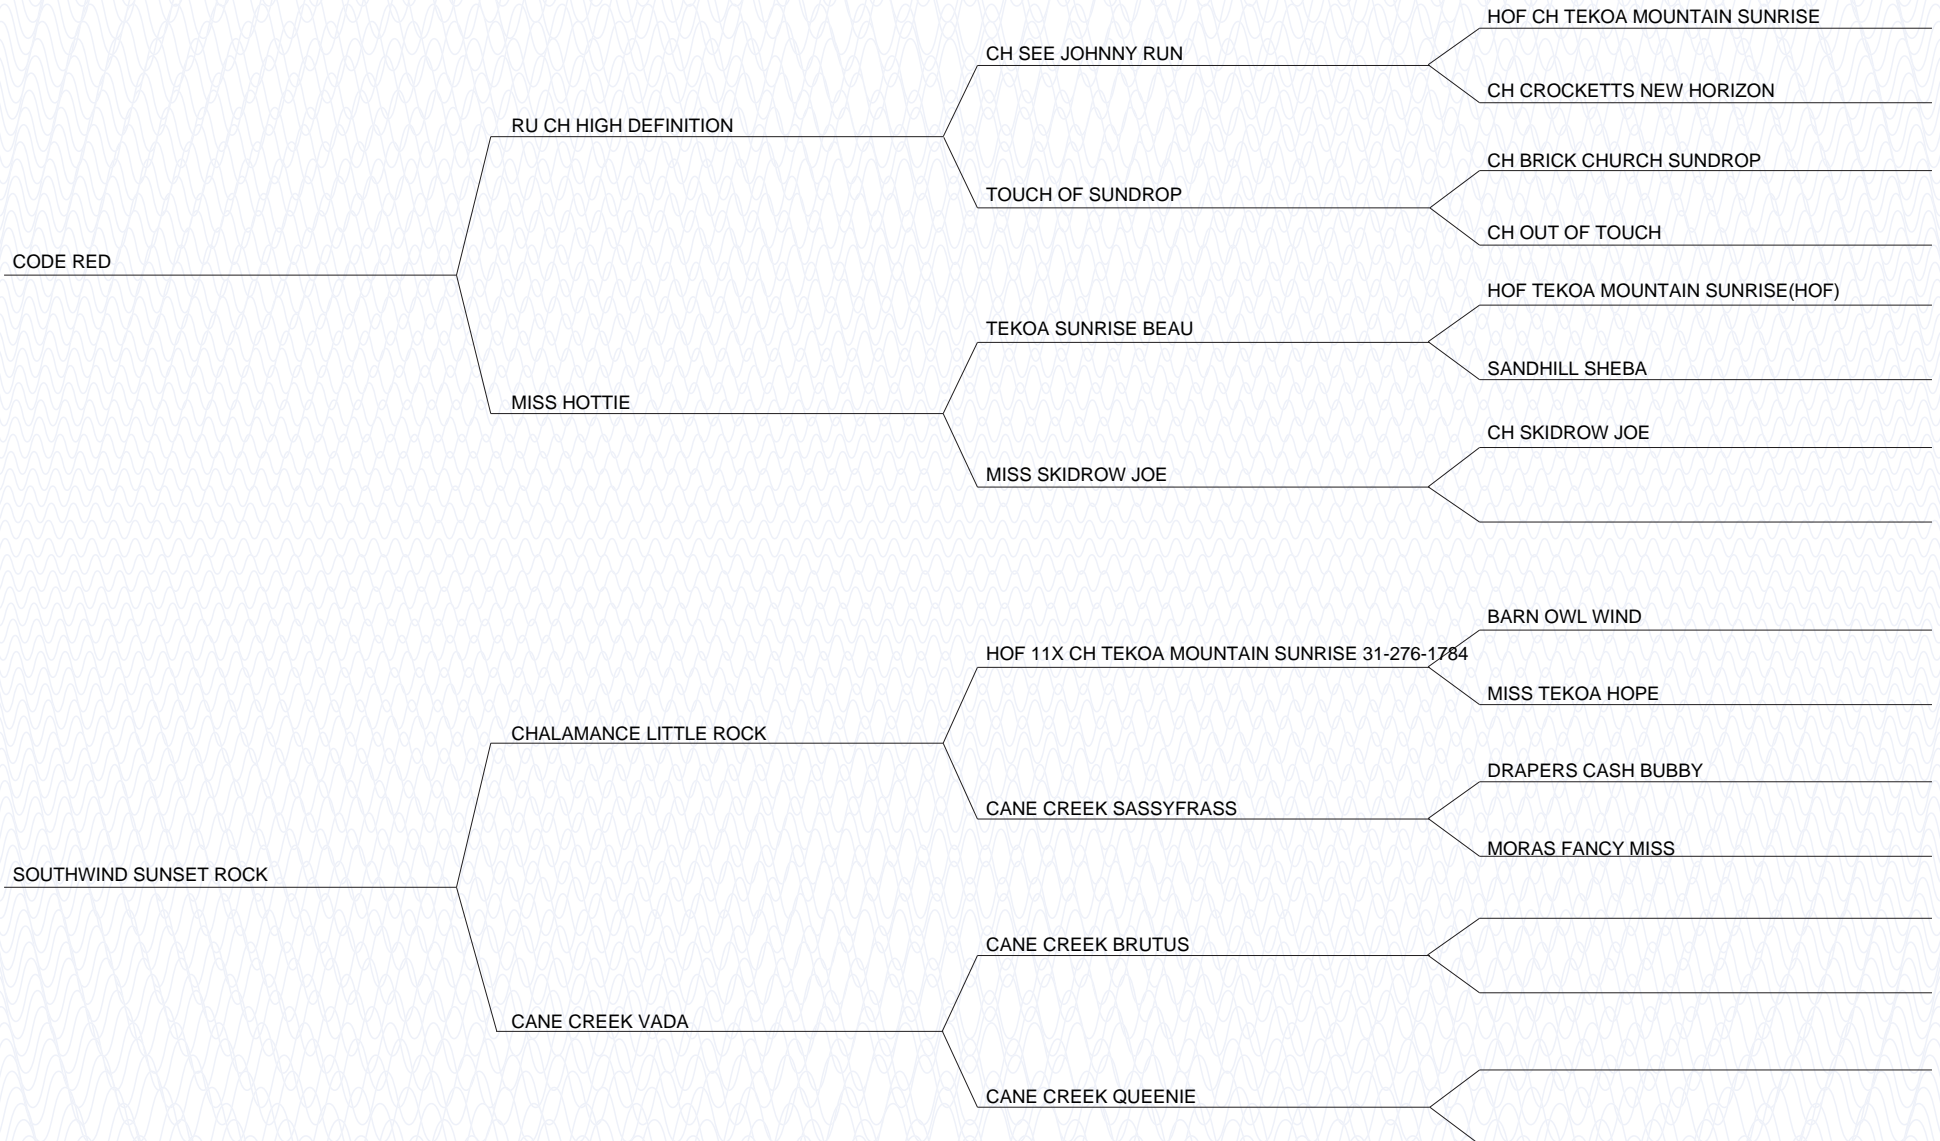 HOF CH TEKOA MOUNTAIN SUNRISE
CH SEE JOHNNY RUN
CH CROCKETTS NEW HORIZON
RU CH HIGH DEFINITION
CH BRICK CHURCH SUNDROP
TOUCH OF SUNDROP
CH OUT OF TOUCH
CODE RED
HOF TEKOA MOUNTAIN SUNRISE(HOF)
TEKOA SUNRISE BEAU
SANDHILL SHEBA
MISS HOTTIE
CH SKIDROW JOE
MISS SKIDROW JOE
BARN OWL WIND
HOF 11X CH TEKOA MOUNTAIN SUNRISE 31-276-1784
MISS TEKOA HOPE
CHALAMANCE LITTLE ROCK
DRAPERS CASH BUBBY
CANE CREEK SASSYFRASS
MORAS FANCY MISS
SOUTHWIND SUNSET ROCK
CANE CREEK BRUTUS
CANE CREEK VADA
CANE CREEK QUEENIE